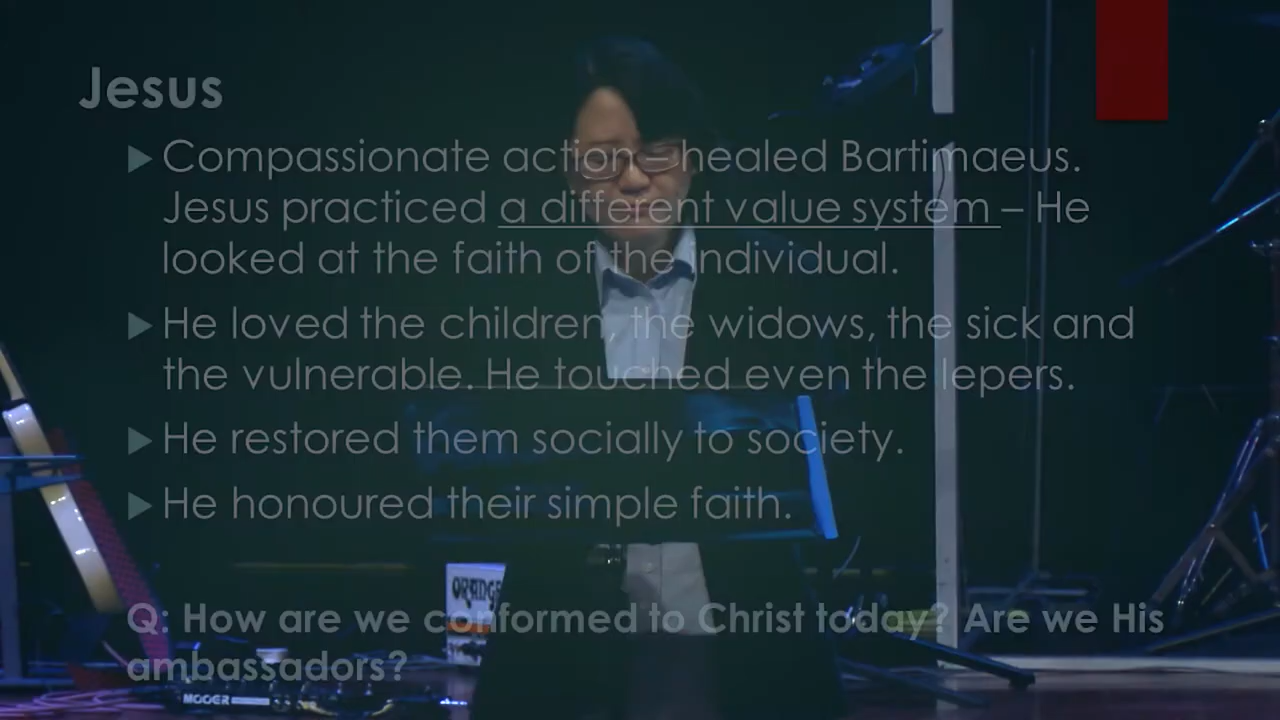 Jesus
Compassionate action – healed Bartimaeus.
Jesus practiced a different value system – He
looked at the faith of the individual.
He loved the children, the widows, the sick and
the vulnerable. He touched even the lepers.
He restored them socially to society.
He honoured their simple faith.
ORANGE
Q: How are we conformed to Christ today? Are we His
ambassadors?
MOOER